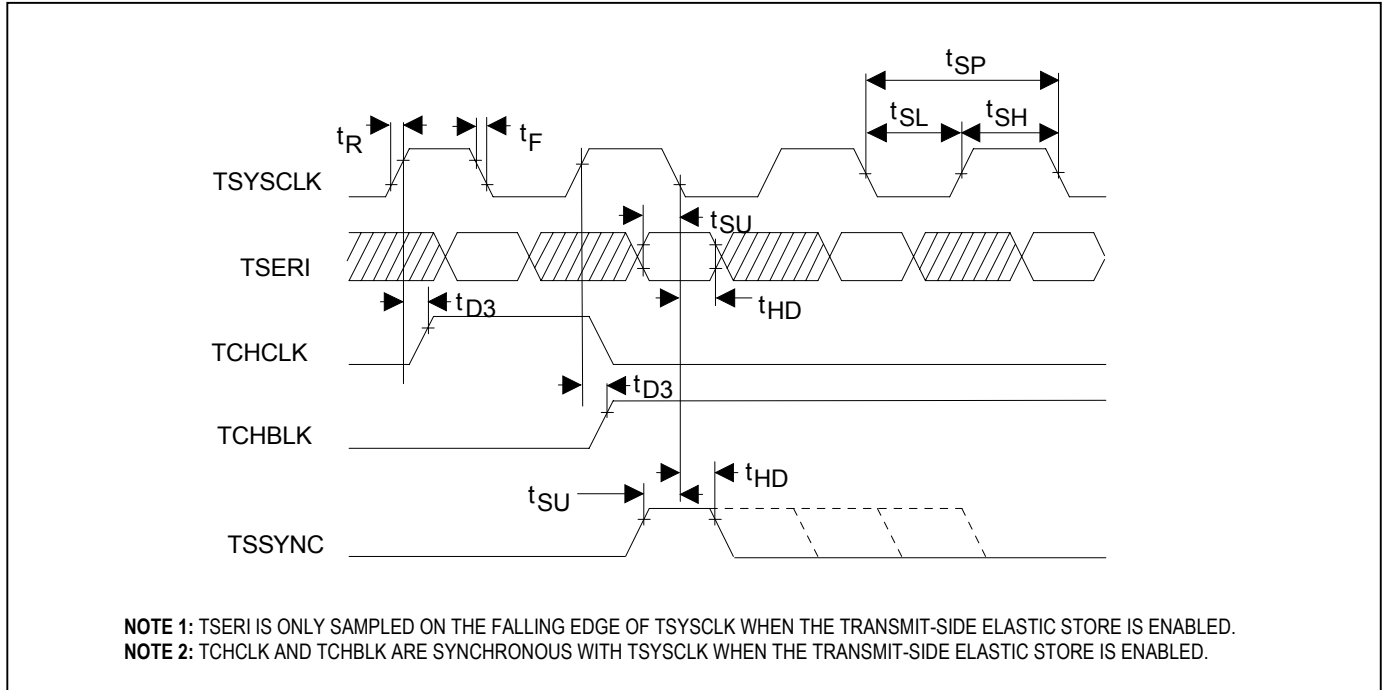 tSP
tSL tSH
tR tF
TSYSCLK
tSU
TSERI
tD3 tHD
TCHCLK
tD3
TCHBLK
tHD
tSU
TSSYNC
NOTE 1: TSERI IS ONLY SAMPLED ON THE FALLING EDGE OF TSYSCLK WHEN THE TRANSMIT-SIDE ELASTIC STORE IS ENABLED.
NOTE 2: TCHCLK AND TCHBLK ARE SYNCHRONOUS WITH TSYSCLK WHEN THE TRANSMIT-SIDE ELASTIC STORE IS ENABLED.